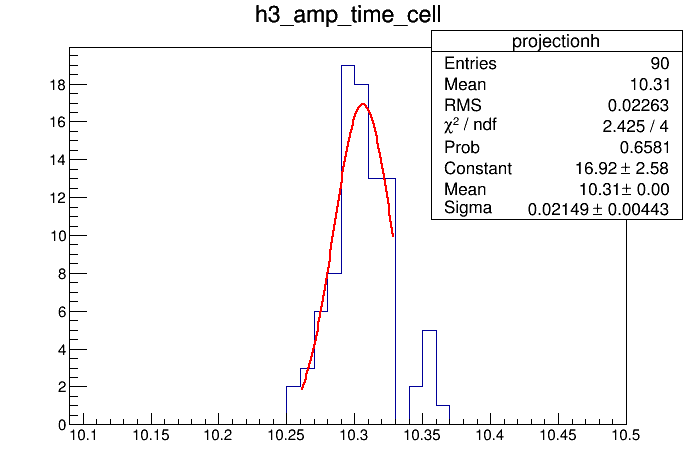 h3_amp_time_cell
projectionh
Entries 90
Mean 10.31
RMS 0.02263
χ² / ndf 2.425 / 4
Prob 0.6581
Constant 16.92 ± 2.58
Mean 10.31 ± 0.00
Sigma 0.02149 ± 0.00443
18
16
14
12
10
8
6
4
2
0
10.1 10.15 10.2 10.25 10.3 10.35 10.4 10.45 10.5